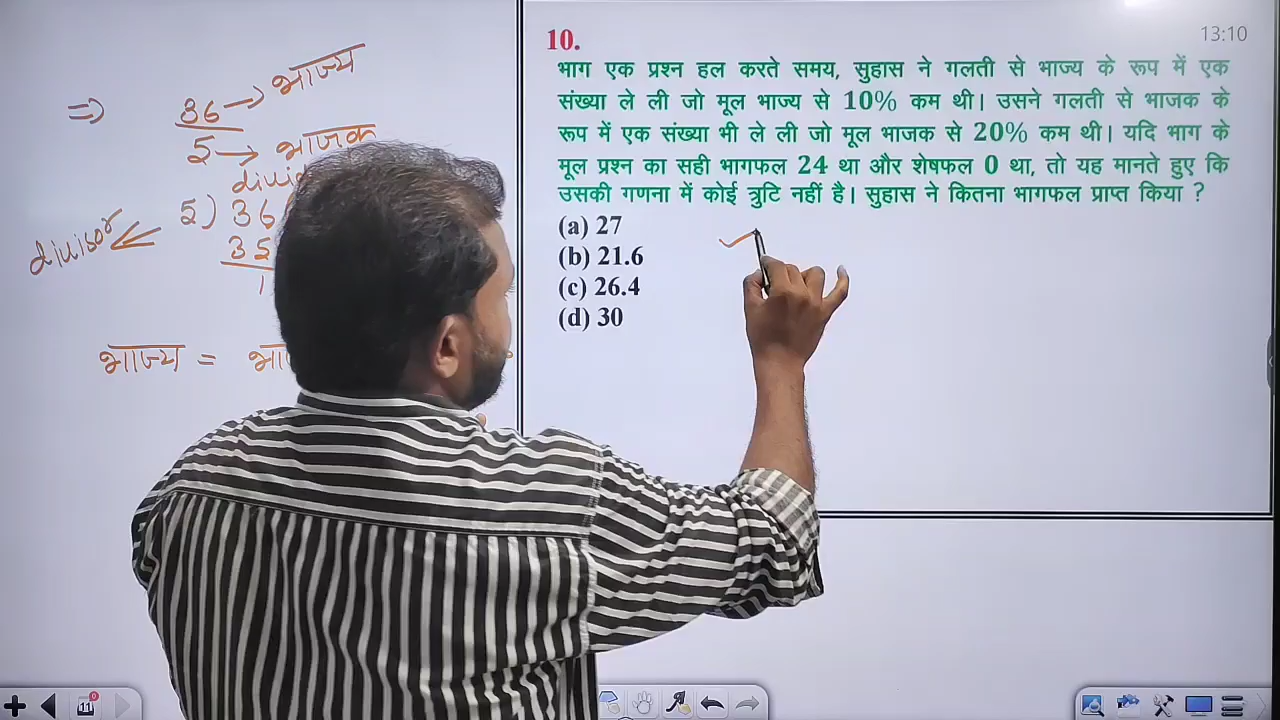 13:10
10.
भाग एक प्रश्न हल करते समय, सुहास ने गलती से भाज्य के रूप में एक
संख्या ले ली जो मूल भाज्य से 10% कम थी। उसने गलती से भाजक के
रूप में एक संख्या भी ले ली जो मूल भाजक से 20% कम थी। यदि भाग के
मूल प्रश्न का सही भागफल 24 था और शेषफल 0 था, तो यह मानते हुए कि
उसकी गणना में कोई त्रुटि नहीं है। सुहास ने कितना भागफल प्राप्त किया ?
(a) 27
(b) 21.6
(c) 26.4
(d) 30
⇒ 36 → भाज्य
5 → भाजक
5) 36
divisor
35
1
भाज्य =
11